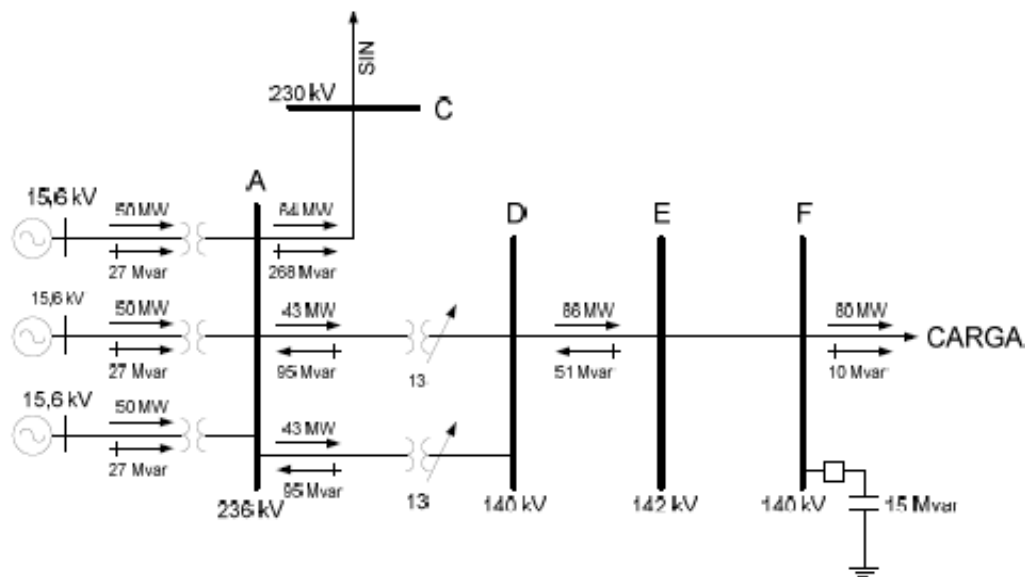 SIN
230 kV
C
A
15,6 kV
50 MW
27 Mvar
64 MW
268 Mvar
D
E
F
15,6 kV
50 MW
27 Mvar
43 MW
95 Mvar
13
86 MW
51 Mvar
80 MW
10 Mvar
CARGA
15,6 kV
50 MW
27 Mvar
43 MW
95 Mvar
13
236 kV
140 kV
142 kV
140 kV
15 Mvar